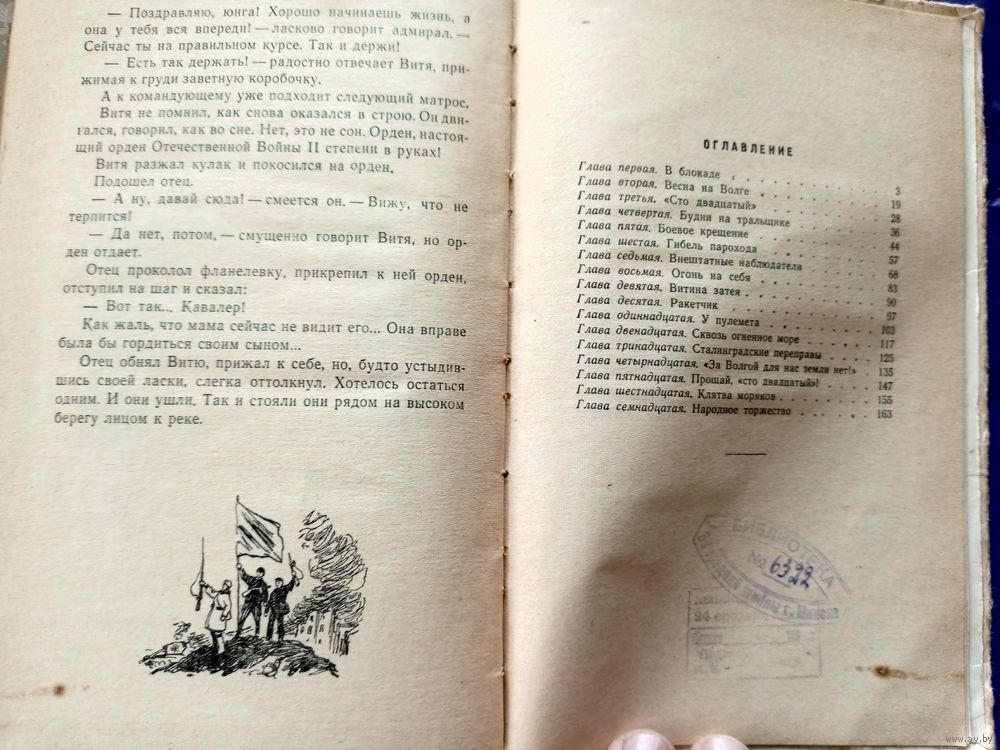 — Поздравляю, юнга! Хорошо начинаешь жизнь, а
она у тебя вся впереди! — ласково говорит адмирал. —
Сейчас ты на правильном курсе. Так и держи!
— Есть так держать! — радостно отвечает Витя, при-
жимая к груди заветную коробочку.
А к командующему уже подходит следующий матрос.
Витя не помнил, как снова оказался в строю. Он дви-
гался, говорил, как во сне. Нет, это не сон. Орден, настоя-
щий орден Отечественной Войны II степени в руках!
Витя разжал кулак и покосился на орден.
Подошел отец.
— А ну, давай сюда! — смеется он. — Вижу, что не
терпится!
— Да нет, потом, — смущенно говорит Витя, но ор-
ден отдает.
Отец проколол фланелевку, прикрепил к ней орден,
отступил на шаг и сказал:
— Вот так... Кавалер!
Как жаль, что мама сейчас не видит его... Она вправе
была бы гордиться своим сыном...
Отец обнял Витю, прижал к себе, но, будто устыдив-
шись своей ласки, слегка оттолкнул. Хотелось остаться
одним. И они ушли. Так и стояли они рядом на высоком
берегу лицом к реке.
ОГЛАВЛЕНИЕ
Глава первая. В блокаде 3
Глава вторая. Весна на Волге 19
Глава третья. «Сто двадцатый» 28
Глава четвертая. Будни на тральщике 36
Глава пятая. Боевое крещение 44
Глава шестая. Гибель парохода 57
Глава седьмая. Внештатные наблюдатели 68
Глава восьмая. Огонь на себя 83
Глава девятая. Витина затея 90
Глава десятая. Ракетчик 97
Глава одиннадцатая. У пулемета 103
Глава двенадцатая. Сквозь огненное море 117
Глава тринадцатая. Сталинградские переправы 125
Глава четырнадцатая. «За Волгой для нас земли нет!» 135
Глава пятнадцатая. Прощай, «сто двадцатый»! 147
Глава шестнадцатая. Клятва моряков 155
Глава семнадцатая. Народное торжество 163
БИБЛИОТЕКА
№ 6322
школы г. Минска
www.ay.by